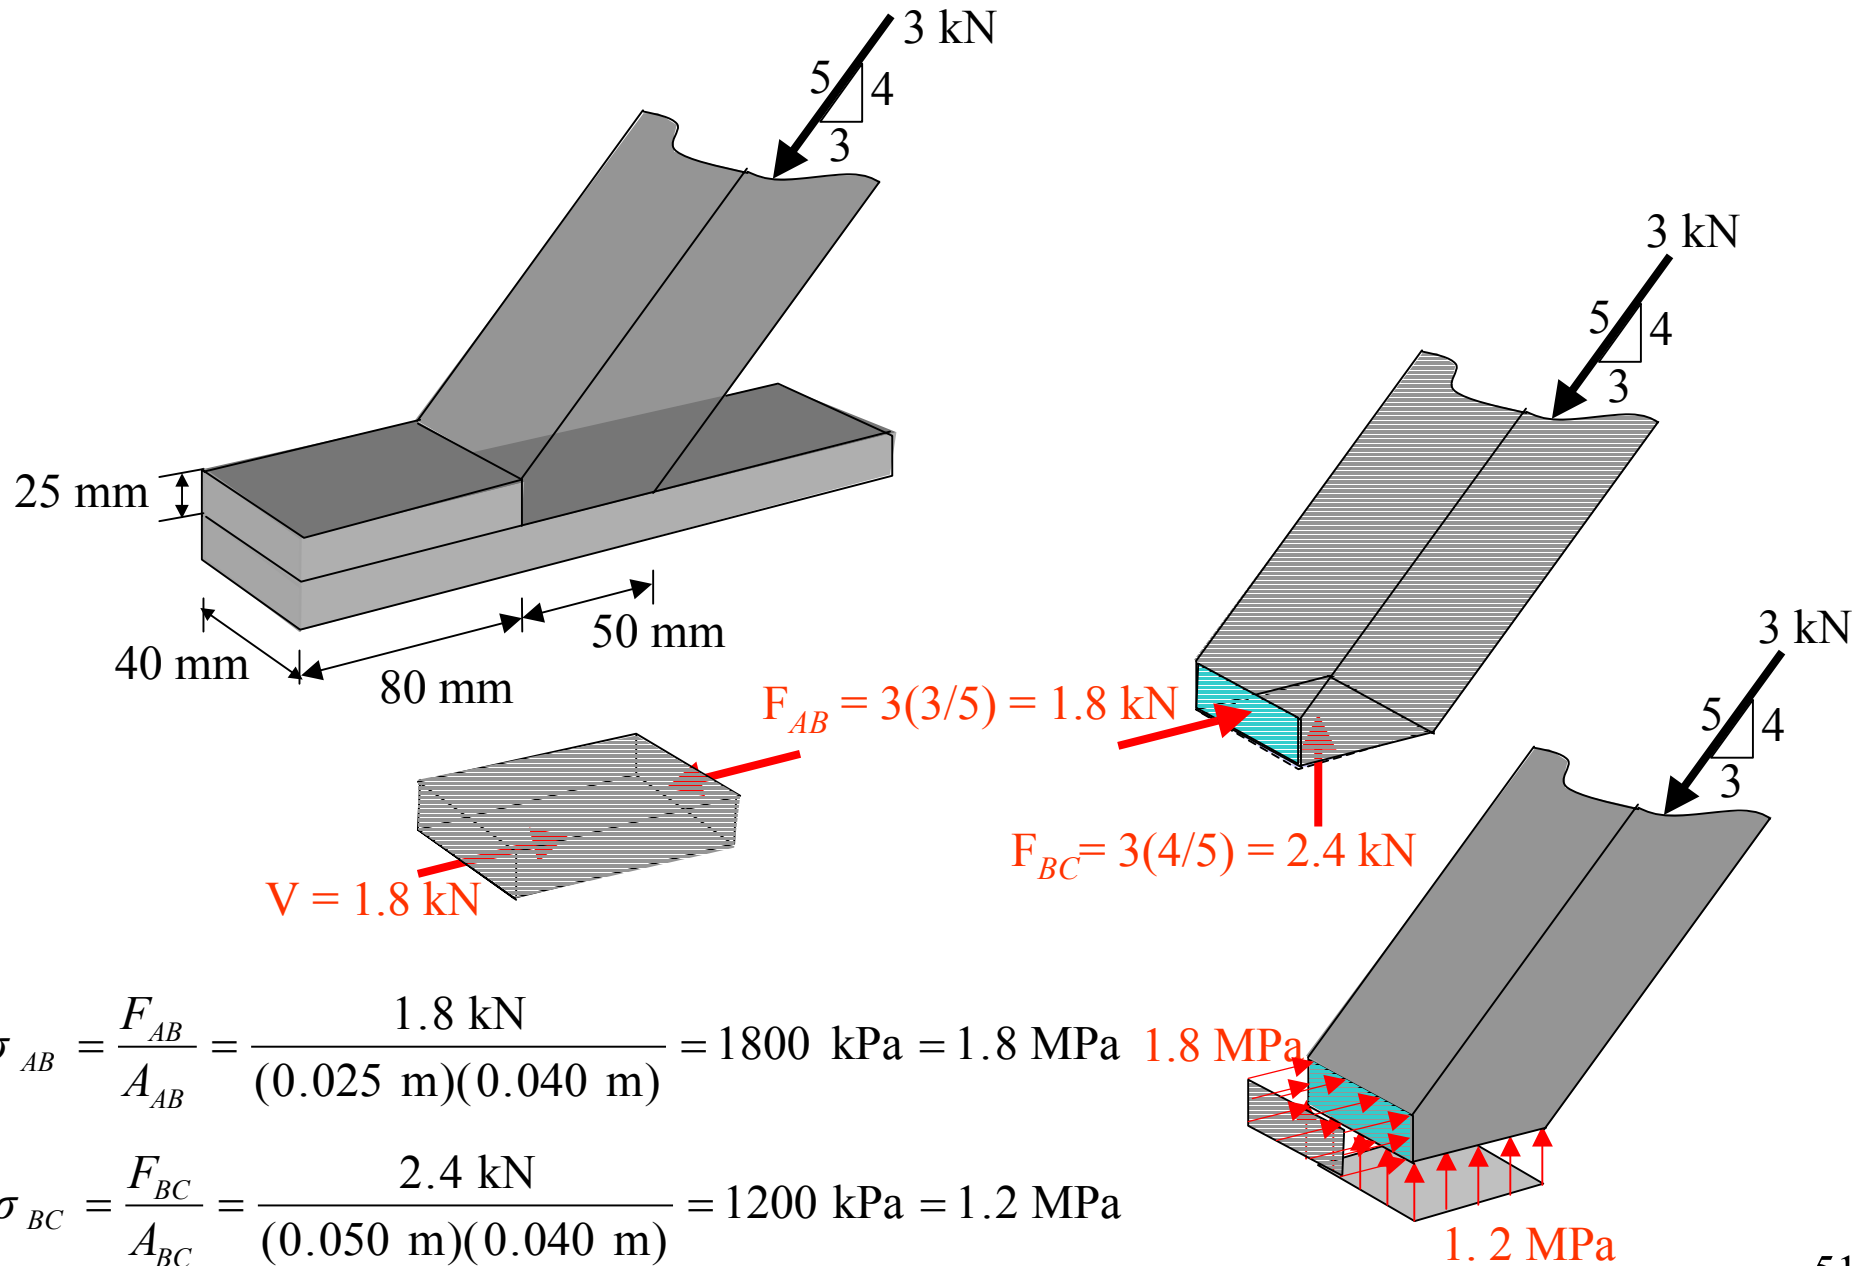 3 kN
5
4
3
25 mm
40 mm
80 mm
50 mm
3 kN
5
4
3
F_AB = 3(3/5) = 1.8 kN
F_BC = 3(4/5) = 2.4 kN
V = 1.8 kN
3 kN
5
4
3
σ_AB = F_AB / A_AB = 1.8 kN / (0.025 m)(0.040 m) = 1800 kPa = 1.8 MPa
1.8 MPa
σ_BC = F_BC / A_BC = 2.4 kN / (0.050 m)(0.040 m) = 1200 kPa = 1.2 MPa
1. 2 MPa